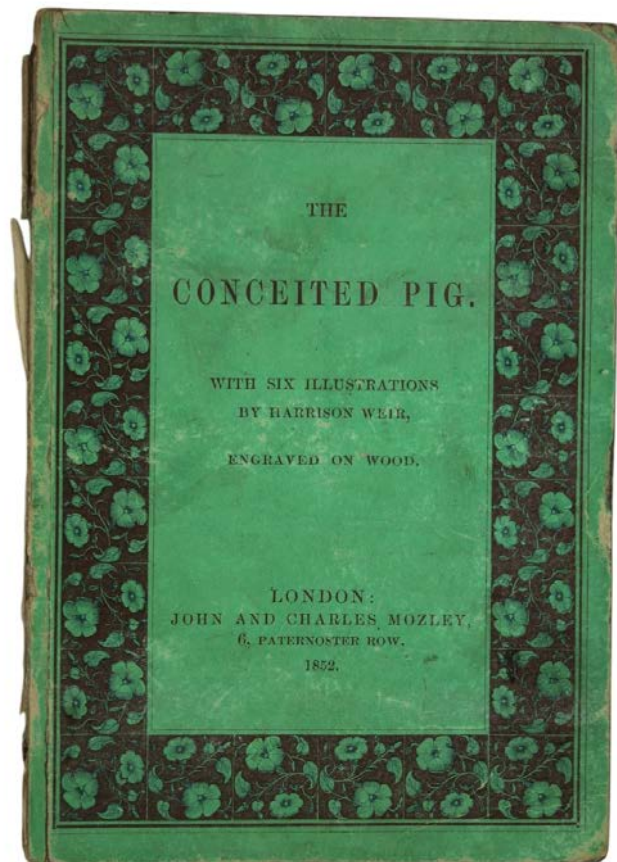 THE
CONCEITED PIG.
WITH SIX ILLUSTRATIONS
BY HARRISON WEIR,
ENGRAVED ON WOOD.
LONDON:
JOHN AND CHARLES MOZLEY,
6, PATERNOSTER ROW.
1852.